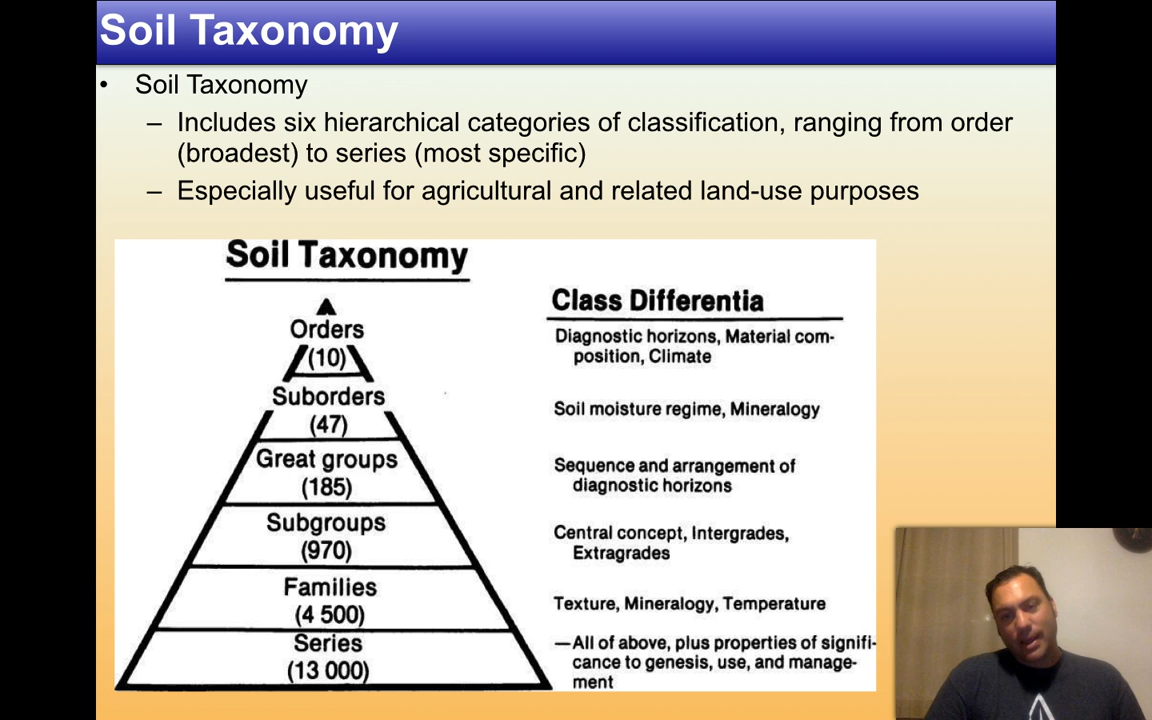 Soil Taxonomy
• Soil Taxonomy
– Includes six hierarchical categories of classification, ranging from order
(broadest) to series (most specific)
– Especially useful for agricultural and related land-use purposes
Soil Taxonomy
Orders
(10)
Suborders
(47)
Great groups
(185)
Subgroups
(970)
Families
(4 500)
Series
(13 000)
Class Differentia
Diagnostic horizons, Material com-
position, Climate
Soil moisture regime, Mineralogy
Sequence and arrangement of
diagnostic horizons
Central concept, Intergrades,
Extragrades
Texture, Mineralogy, Temperature
—All of above, plus properties of signifi-
cance to genesis, use, and manage-
ment